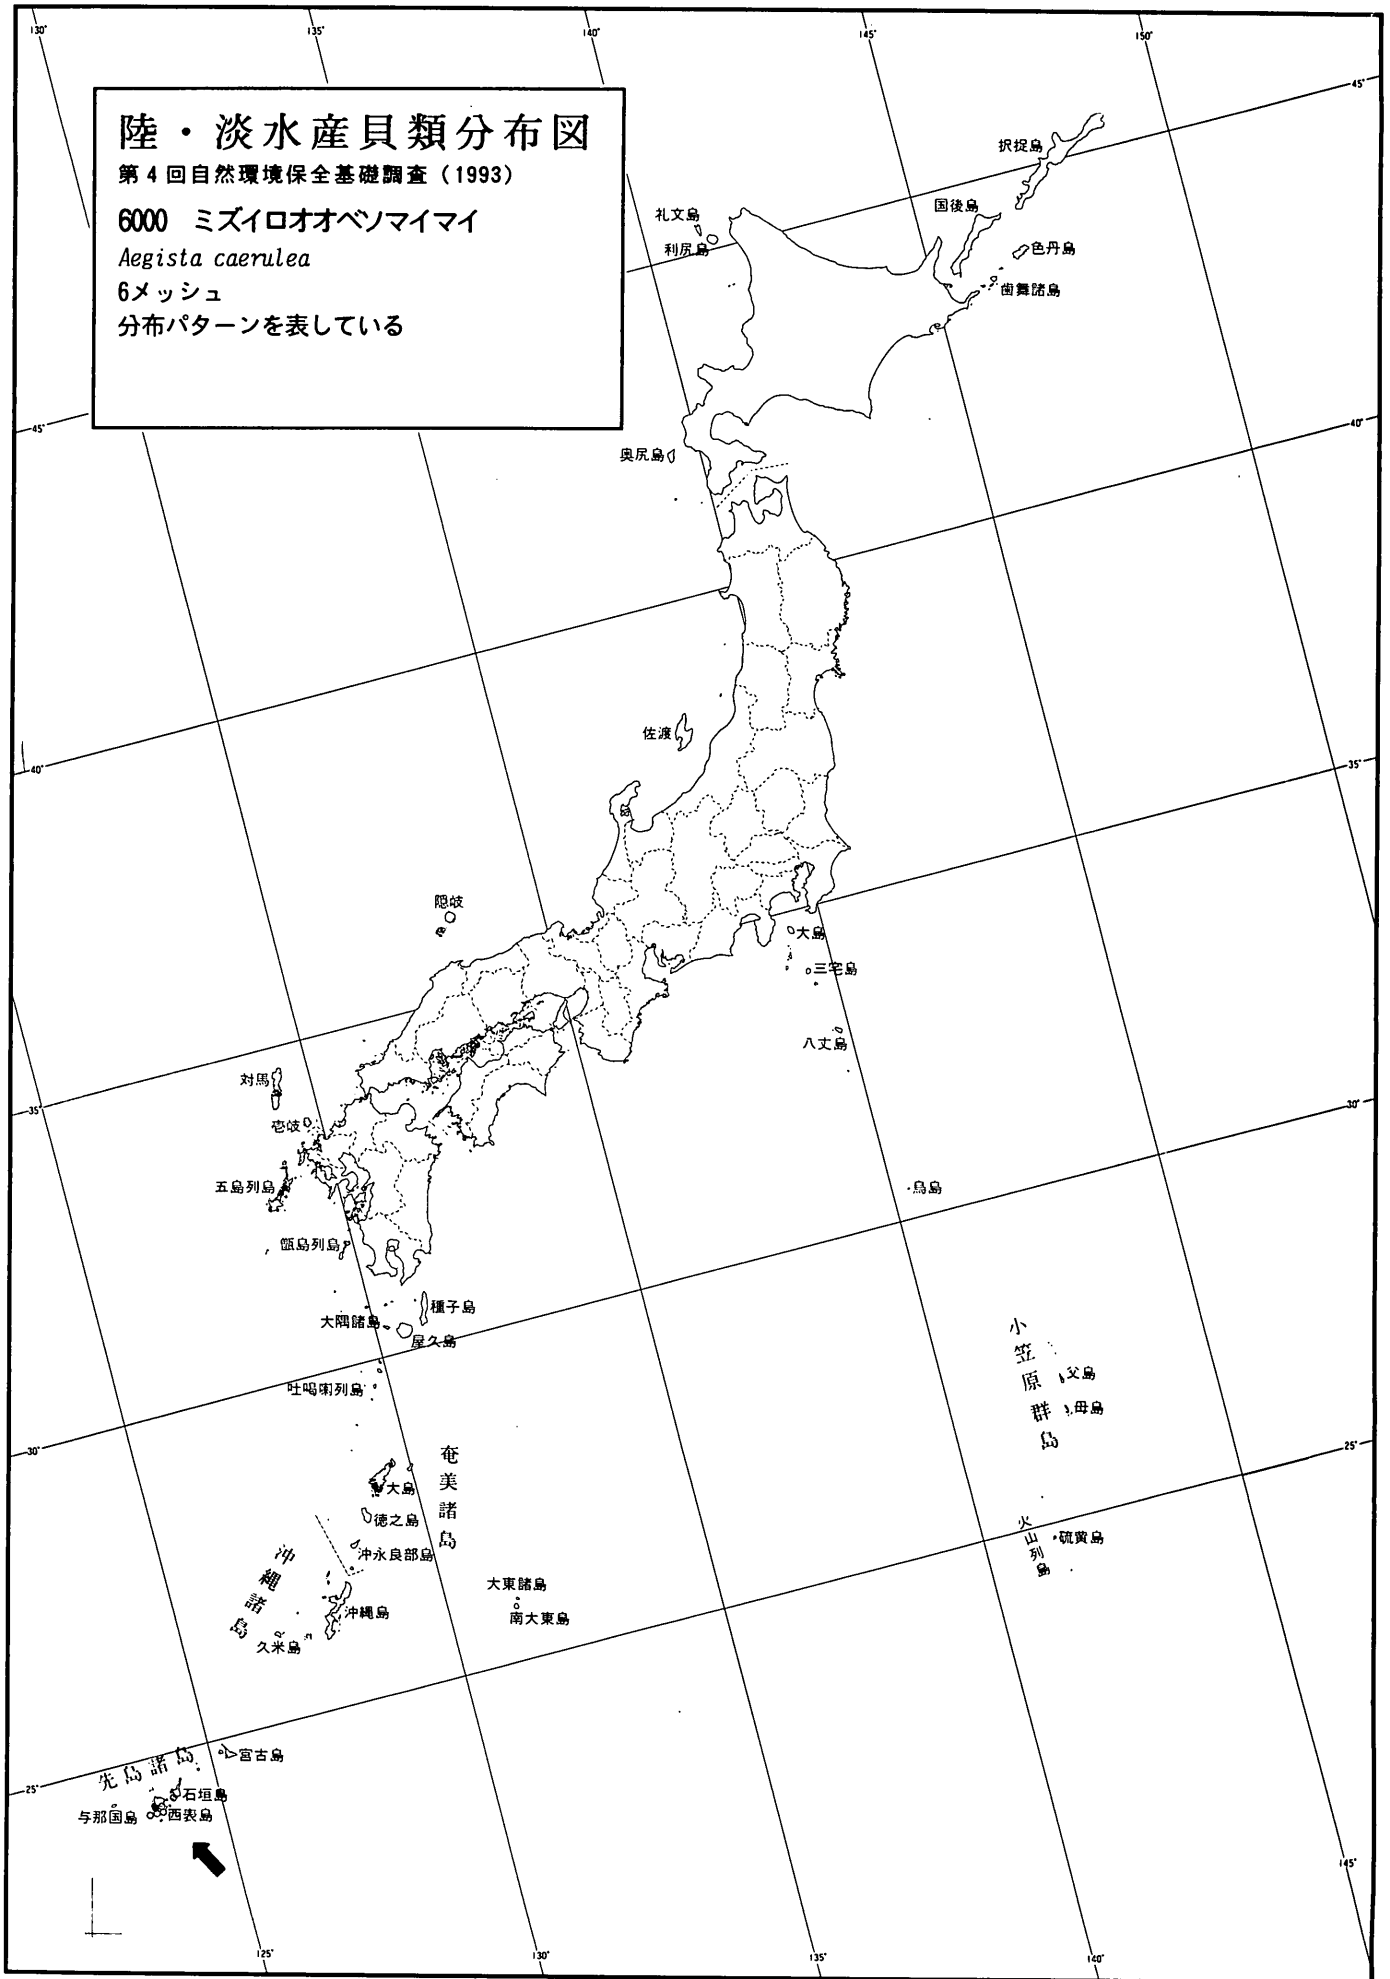 130°
135°
140°
145°
150°
陸・淡水産貝類分布図
第4回自然環境保全基礎調査（1993）
6000　ミズイロオオベソマイマイ
Aegista caerulea
6メッシュ
分布パターンを表している
45°
択捉島
国後島
礼文島
利尻島
色丹島
歯舞諸島
45°
40°
奥尻島
佐渡
40°
35°
隠岐
大島
三宅島
八丈島
対馬
35°
壱岐
30°
五島列島
鳥島
甑島列島
種子島
大隅諸島
屋久島
吐噶喇列島
小笠原群島
父島
母島
30°
奄美諸島
25°
大島
徳之島
火山列島
硫黄島
沖永良部島
沖縄諸島
大東諸島
沖縄島
南大東島
久米島
先島諸島
宮古島
25°
石垣島
与那国島
西表島
145°
125°
130°
135°
140°